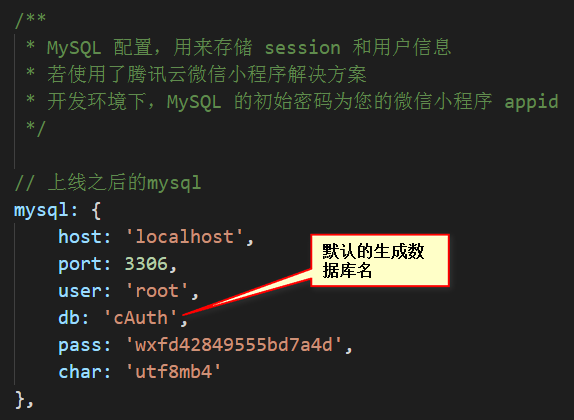 /**
* MySQL 配置，用来存储 session 和用户信息
* 若使用了腾讯云微信小程序解决方案
* 开发环境下，MySQL 的初始密码为您的微信小程序 appid
*/
// 上线之后的mysql
mysql: {
host: 'localhost',
port: 3306,
user: 'root',
db: 'cAuth',
pass: 'wxfd42849555bd7a4d',
char: 'utf8mb4'
},
默认的生成数
据库名